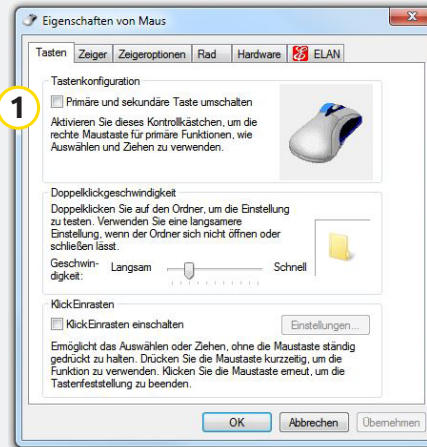 Eigenschaften von Maus
Tasten Zeiger Zeigeroptionen Rad Hardware ELAN
Tastenkonfiguration
1
Primäre und sekundäre Taste umschalten
Aktivieren Sie dieses Kontrollkästchen, um die
rechte Maustaste für primäre Funktionen, wie
Auswählen und Ziehen zu verwenden.
Doppelklickgeschwindigkeit
Doppelklicken Sie auf den Ordner, um die Einstellung
zu testen. Verwenden Sie eine langsamere
Einstellung, wenn der Ordner sich nicht öffnen oder
schließen lässt.
Geschwin-
digkeit:
Langsam Schnell
KlickEinrasten
KlickEinrasten einschalten
Einstellungen...
Ermöglicht das Auswählen oder Ziehen, ohne die Maustaste ständig
gedrückt zu halten. Drücken Sie die Maustaste kurzzeitig, um die
Funktion zu verwenden. Klicken Sie die Maustaste erneut, um die
Tastenfeststellung zu beenden.
OK Abbrechen Übernehmen